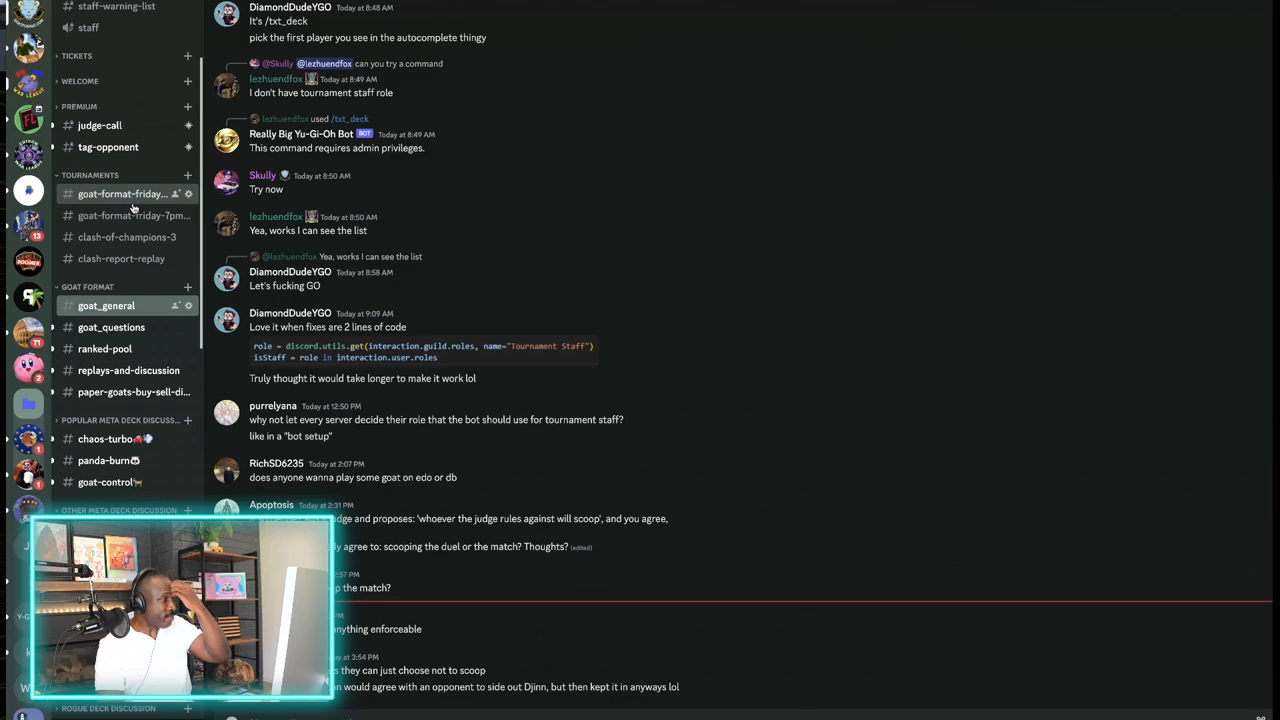 staff-warning-list
staff
TICKETS
WELCOME
PREMIUM
judge-call
tag-opponent
TOURNAMENTS
goat-format-friday...
goat-format-friday-7pm...
clash-of-champions-3
clash-report-replay
GOAT FORMAT
goat_general
goat_questions
ranked-pool
replays-and-discussion
paper-goats-buy-sell-di...
POPULAR META DECK DISCUSS...
chaos-turbo
panda-burn
goat-control
OTHER META DECK DISCUSSION
ROGUE DECK DISCUSSION
13
71
2
1
1
DiamondDudeYGO Today at 8:48 AM
It's /txt_deck
pick the first player you see in the autocomplete thingy
@Skully @lezhuendfox can you try a command
lezhuendfox Today at 8:49 AM
I don't have tournament staff role
lezhuendfox used /txt_deck
Really Big Yu-Gi-Oh Bot BOT Today at 8:49 AM
This command requires admin privileges.
Skully Today at 8:50 AM
Try now
lezhuendfox Today at 8:50 AM
Yea, works I can see the list
@lezhuendfox Yea, works I can see the list
DiamondDudeYGO Today at 8:58 AM
Let's fucking GO
DiamondDudeYGO Today at 9:09 AM
Love it when fixes are 2 lines of code
role = discord.utils.get(interaction.guild.roles, name="Tournament Staff")
isStaff = role in interaction.user.roles
Truly thought it would take longer to make it work lol
purrelyana Today at 12:50 PM
why not let every server decide their role that the bot should use for tournament staff?
like in a "bot setup"
RichSD6235 Today at 2:07 PM
does anyone wanna play some goat on edo or db
Apoptosis Today at 2:31 PM
dge and proposes: 'whoever the judge rules against will scoop', and you agree,
ly agree to: scooping the duel or the match? Thoughts? (edited)
2:57 PM
p the match?
PM
nything enforceable
at 3:54 PM
s they can just choose not to scoop
n would agree with an opponent to side out Djinn, but then kept it in anyways lol